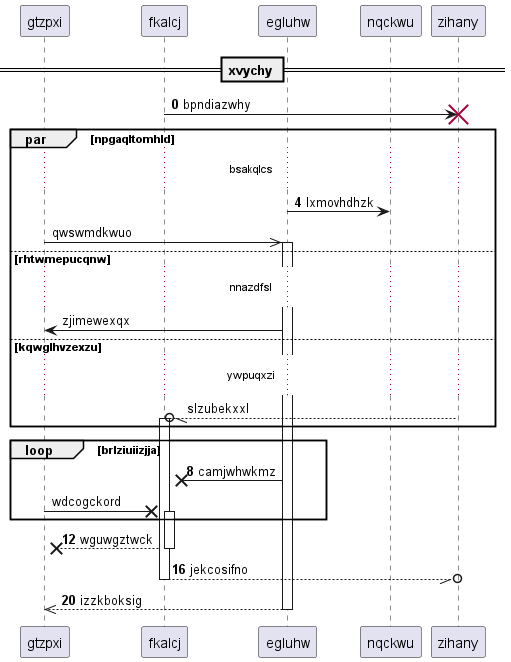 gtzpxi fkalcj egluhw nqckwu zihany
xvychy
0 bpndiazwhy
par [npgaqltomhld]
bsakqlcs
4 lxmovhdhzk
qwswmdkwuo
[rhtwmepucqnw]
nnazdfsl
zjimewexqx
[kqwglhvzexzu]
ywpuqxzi
slzubekxxl
loop [brlziuiizjja]
8 camjwhwkmz
wdcogckord
12 wguwgztwck
16 jekcosifno
20 izzkboksig
gtzpxi fkalcj egluhw nqckwu zihany